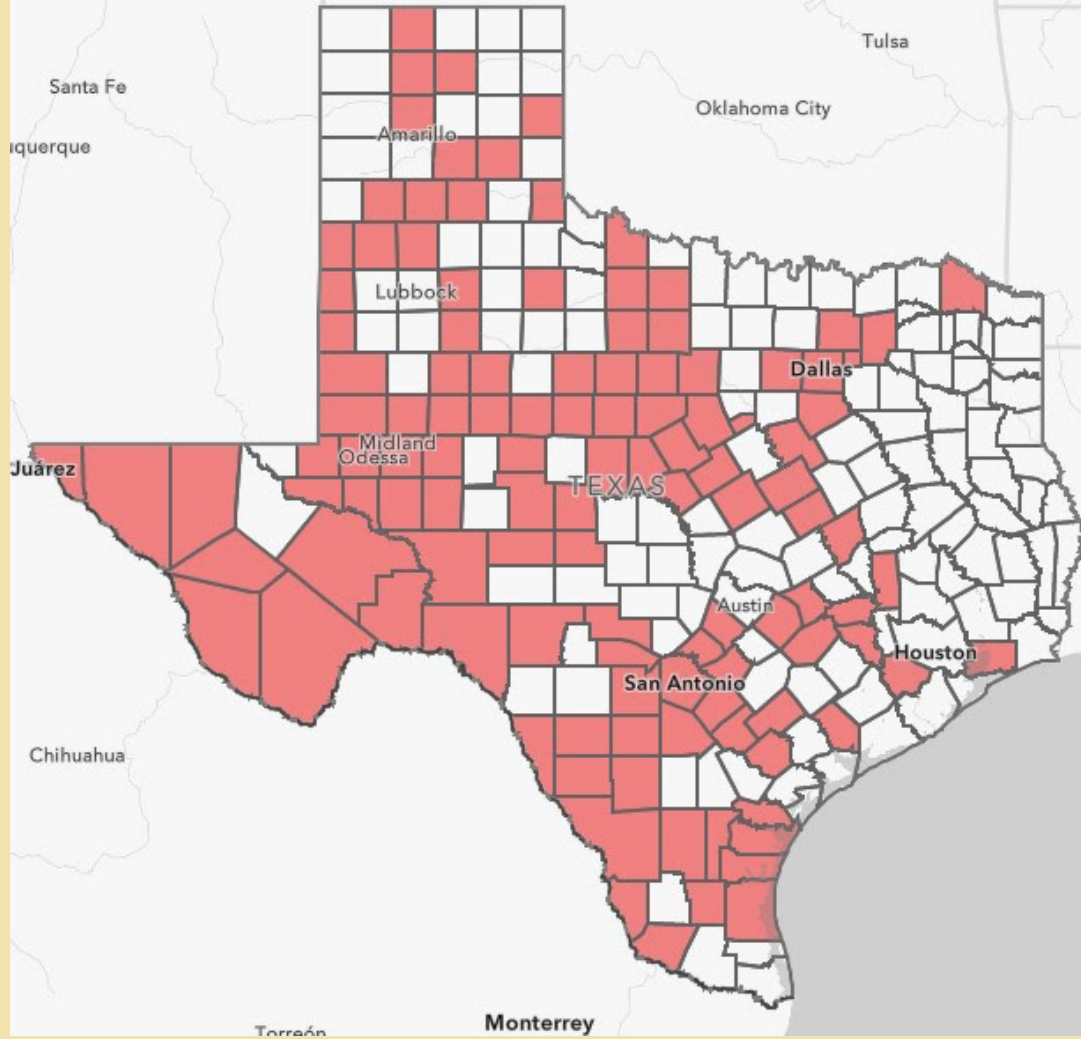 Tulsa
Santa Fe
Oklahoma City
Amarillo
uquerque
Lubbock
Dallas
Midland
Odessa
Juárez
TEXAS
Austin
Houston
San Antonio
Chihuahua
Monterrey
Torreón